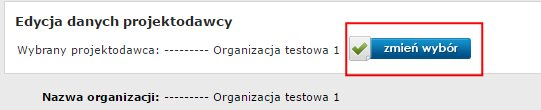 Edycja danych projektodawcy
Wybrany projektodawca: --------- Organizacja testowa 1 zmień wybór
Nazwa organizacji: --------- Organizacja testowa 1